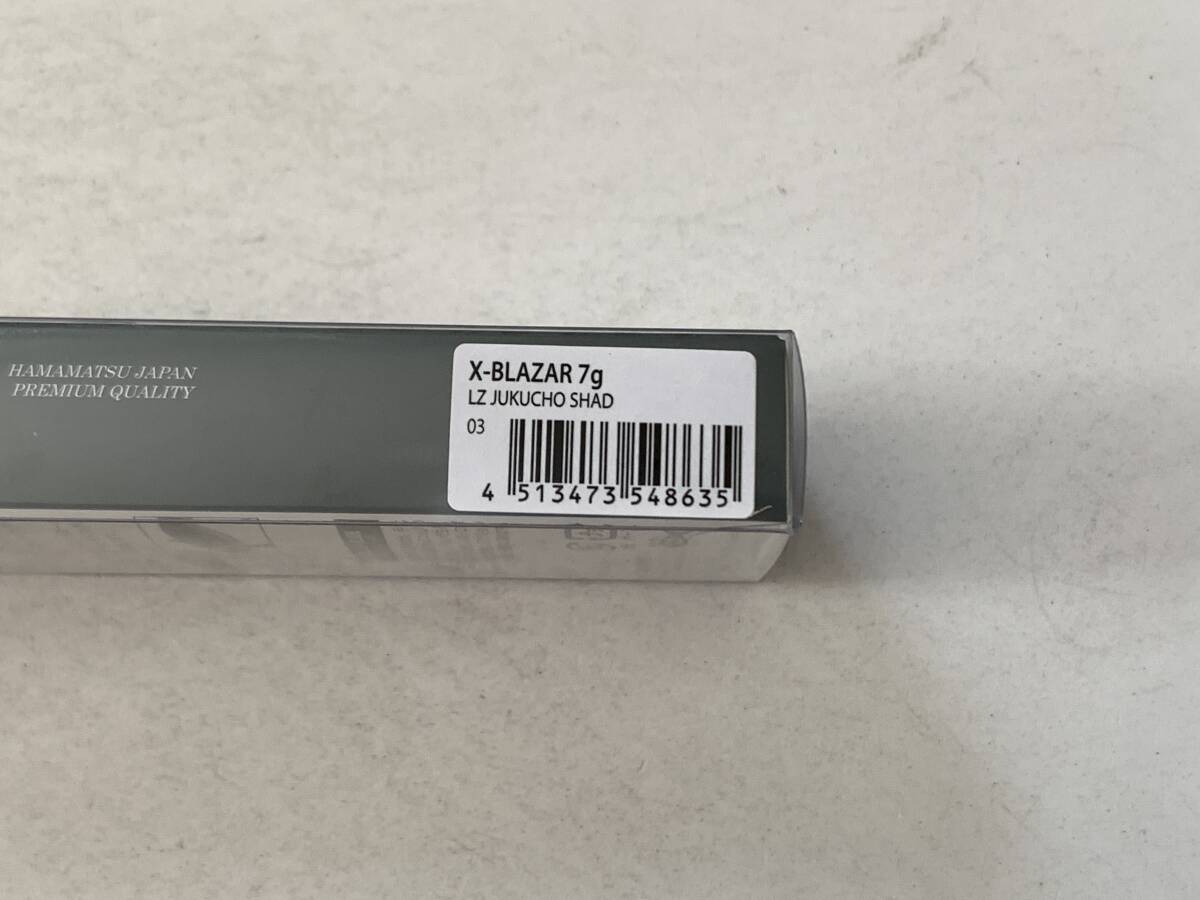 HAMAMATSU JAPAN
PREMIUM QUALITY
X-BLAZAR 7g
LZ JUKUCHO SHAD
03
4 513473 548635